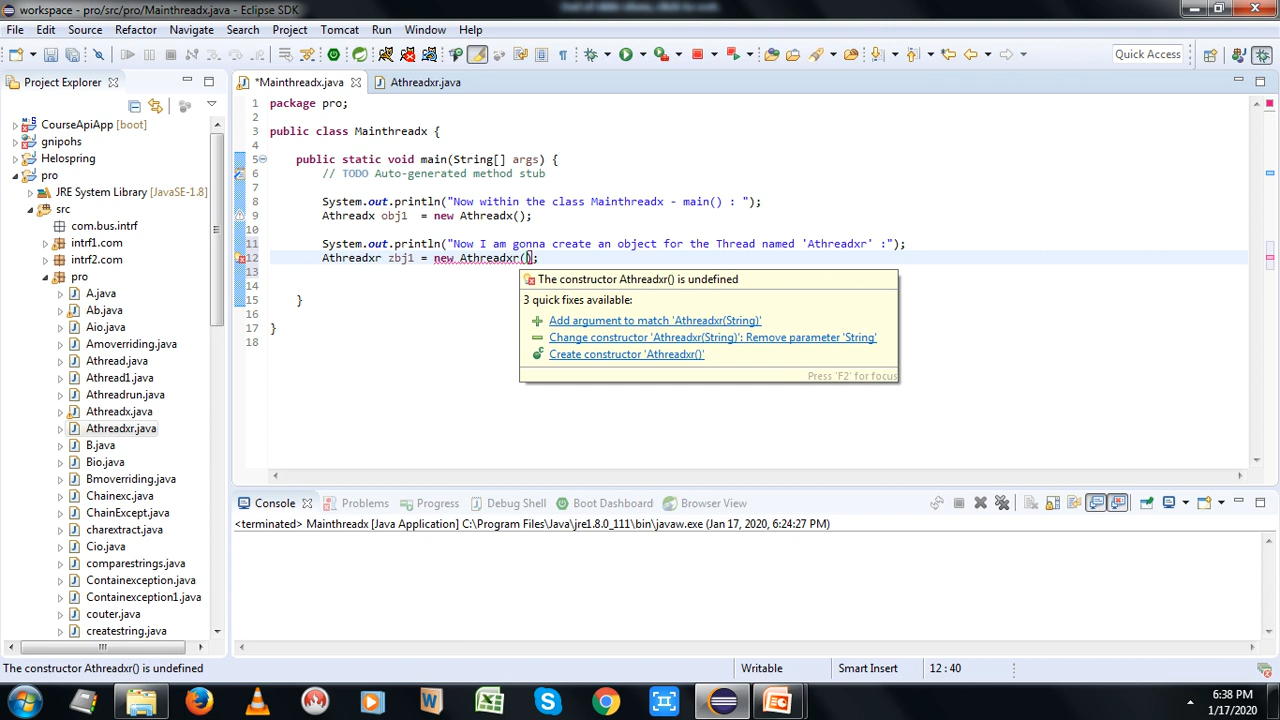 workspace - pro/src/pro/Mainthreadx.java - Eclipse SDK
File Edit Source Refactor Navigate Search Project Tomcat Run Window Help
Quick Access
Project Explorer
*Mainthreadx.java
Athreadxr.java
CourseApiApp [boot]
gnipohs
Helospring
pro
JRE System Library [JavaSE-1.8]
src
com.bus.intrf
intrf1.com
intrf2.com
pro
A.java
Ab.java
Aio.java
Amoverriding.java
Athread.java
Athread1.java
Athreadrun.java
Athreadx.java
Athreadxr.java
B.java
Bio.java
Bmoverriding.java
Chainexc.java
ChainExcept.java
charextract.java
Cio.java
comparestrings.java
Containexception.java
Containexception1.java
couter.java
createstring.java
1 package pro;
2
3 public class Mainthreadx {
4
5 public static void main(String[] args) {
6 // TODO Auto-generated method stub
7
8 System.out.println("Now within the class Mainthreadx - main() : ");
9 Athreadx obj1  = new Athreadx();
10
11 System.out.println("Now I am gonna create an object for the Thread named 'Athreadxr' :");
12 Athreadxr zbj1 = new Athreadxr();
13
14
15 }
16
17 }
18
The constructor Athreadxr() is undefined
3 quick fixes available:
Add argument to match 'Athreadxr(String)'
Change constructor 'Athreadxr(String)': Remove parameter 'String'
Create constructor 'Athreadxr()'
Press 'F2' for focus
Console Problems Progress Debug Shell Boot Dashboard Browser View
<terminated> Mainthreadx [Java Application] C:\Program Files\Java\jre1.8.0_111\bin\javaw.exe (Jan 17, 2020, 6:24:27 PM)
The constructor Athreadxr() is undefined
Writable
Smart Insert
12 : 40
6:38 PM
1/17/2020